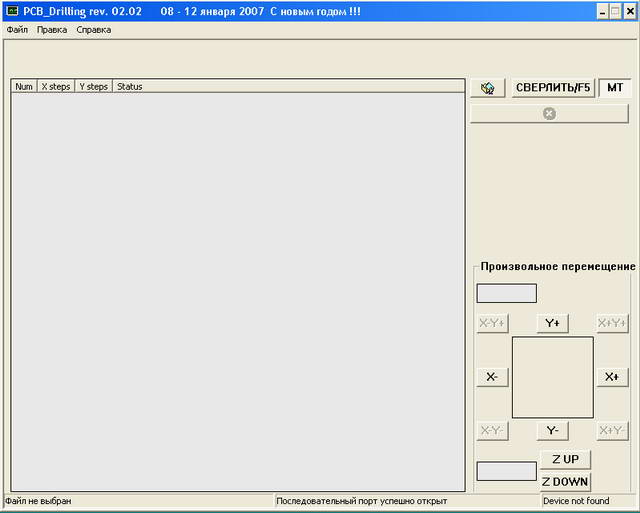 PCB_Drilling rev. 02.02 08 - 12 января 2007 С новым годом !!!
Файл Правка Справка
Num X steps Y steps Status
СВЕРЛИТЬ/F5 МТ
Произвольное перемещение
X-Y+ Y+ X+Y+
X- X+
X-Y- Y- X+Y-
Z UP
Z DOWN
Файл не выбран Последовательный порт успешно открыт Device not found